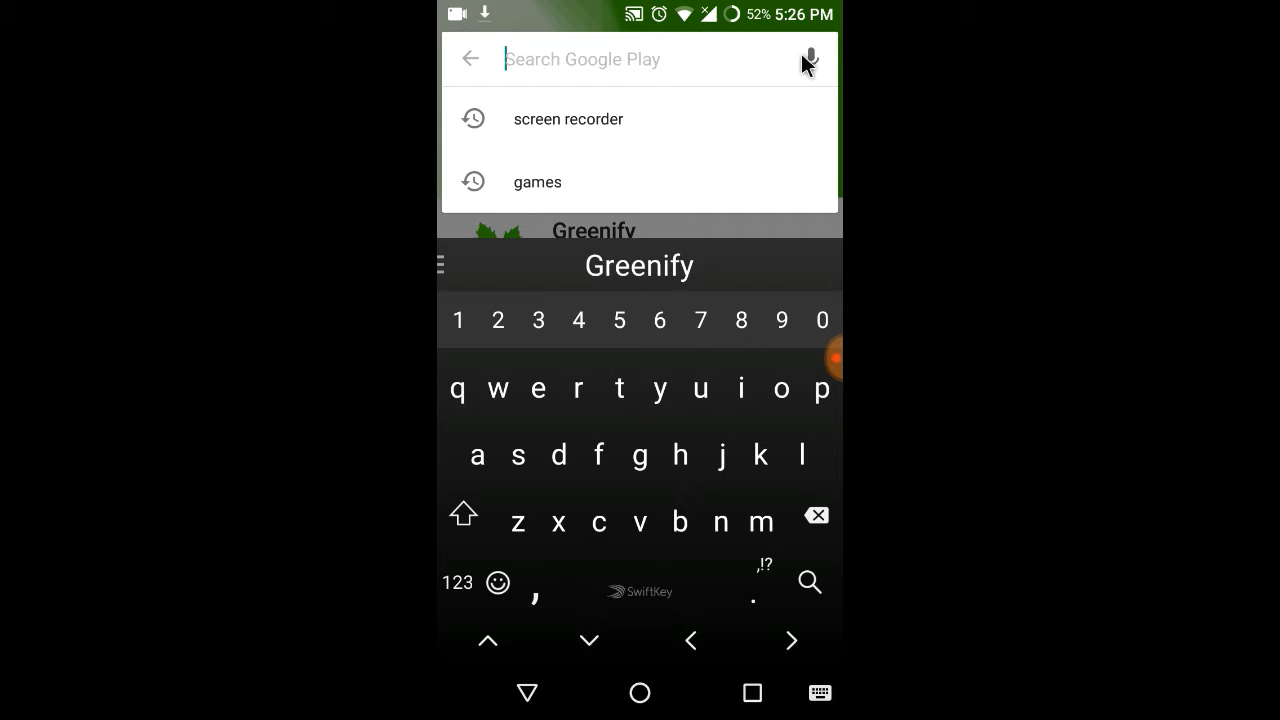 52% 5:26 PM
Search Google Play
screen recorder
games
Greenify
Greenify
1 2 3 4 5 6 7 8 9 0
q w e r t y u i o p
a s d f g h j k l
z x c v b n m
,!?
123 , SwiftKey .